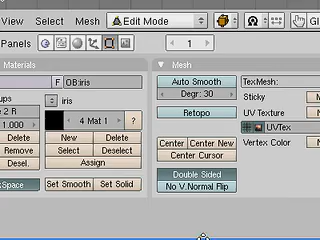 View Select Mesh Edit Mode Gl
Panels 1
Materials
F OB:iris
ups iris
e 2 R
1.000 4 Mat 1 ?
Delete New Delete
Remove Select Deselect
Desel. Assign
kSpace Set Smooth Set Solid
Mesh
Auto Smooth
Degr: 30
Retopo
Center Center New
Center Cursor
Double Sided
No V.Normal Flip
TexMesh:
Sticky M
UV Texture N
UVTex
Vertex Color N